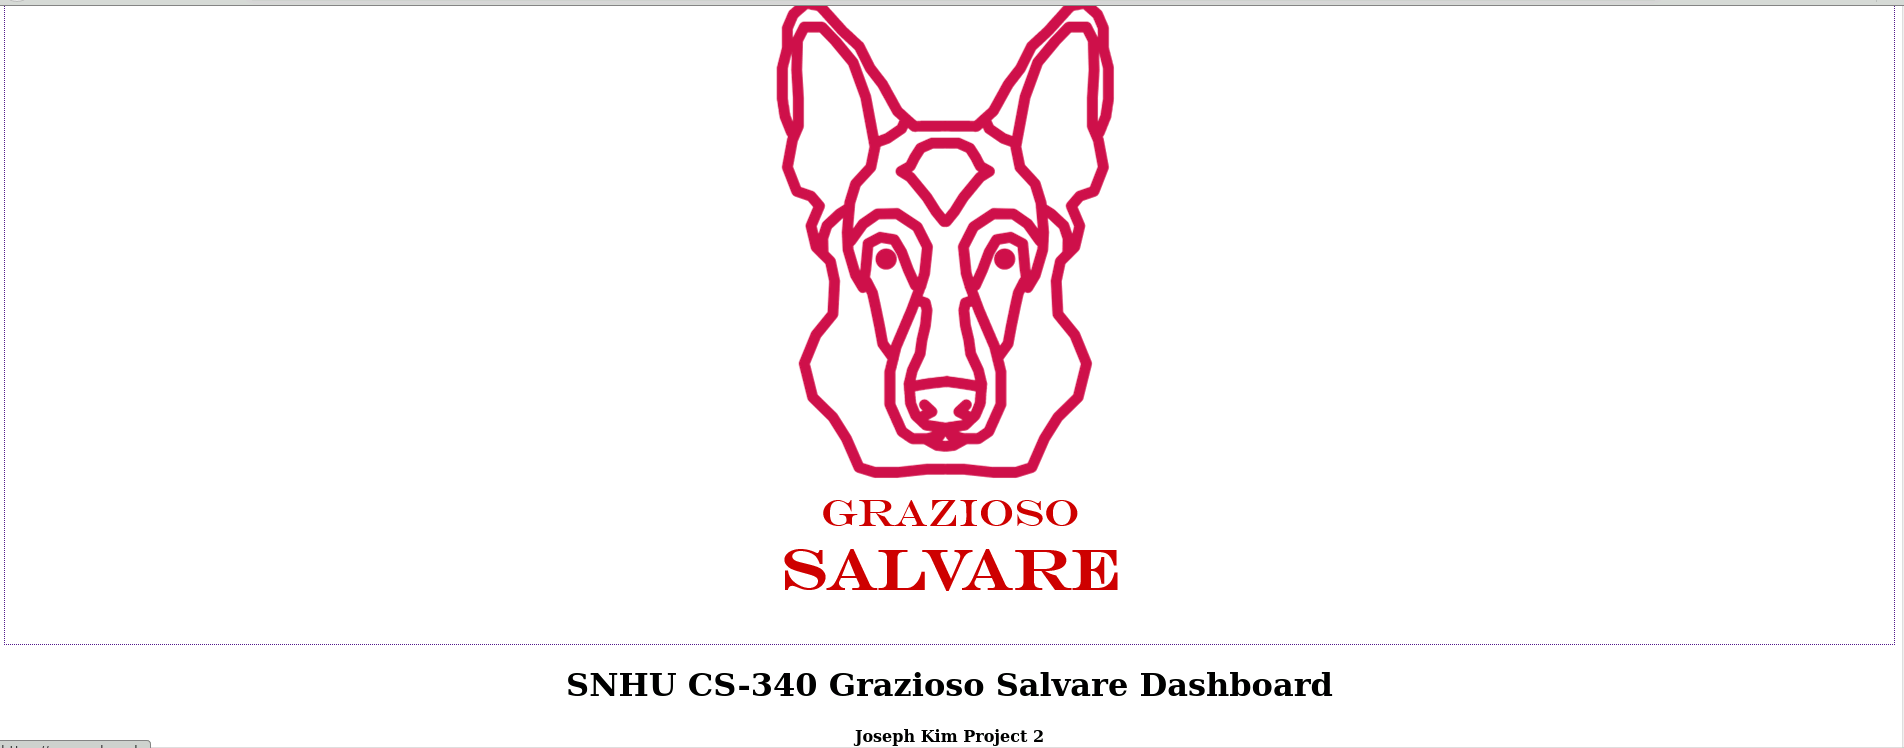 GRAZIOSO
SALVARE
SNHU CS-340 Grazioso Salvare Dashboard
Joseph Kim Project 2